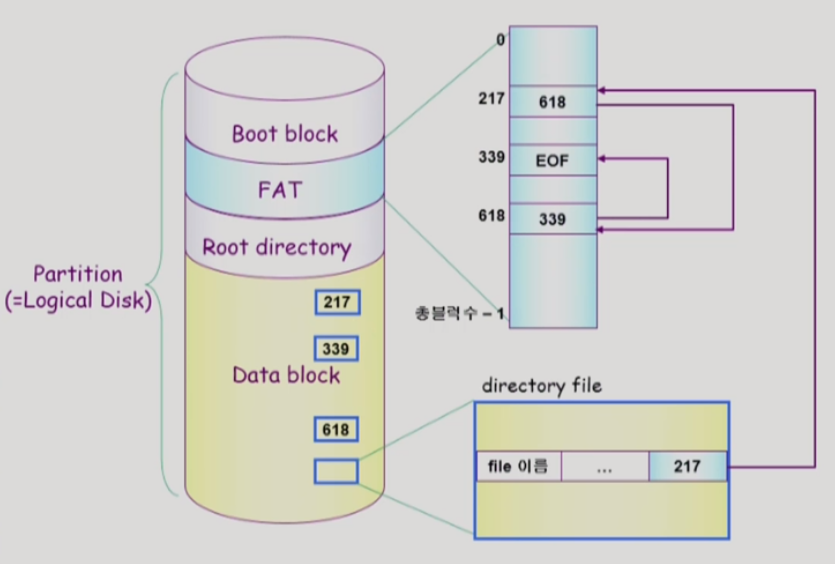 Partition
(=Logical Disk)
Boot block
FAT
Root directory
217
339
Data block
618
0
217
618
339
EOF
618
339
총블럭수 – 1
directory file
file 이름
...
217